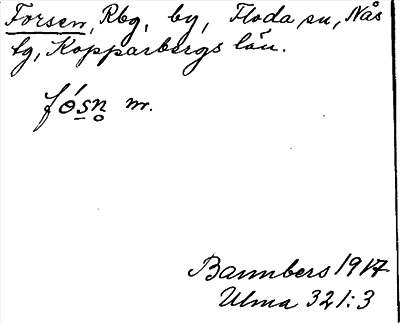 Forsen, Rbg, by, Floda sn, Nås
tg, Kopparbergs län.
fósn̥ m.
Bannbers 1917
Ulma 321:3